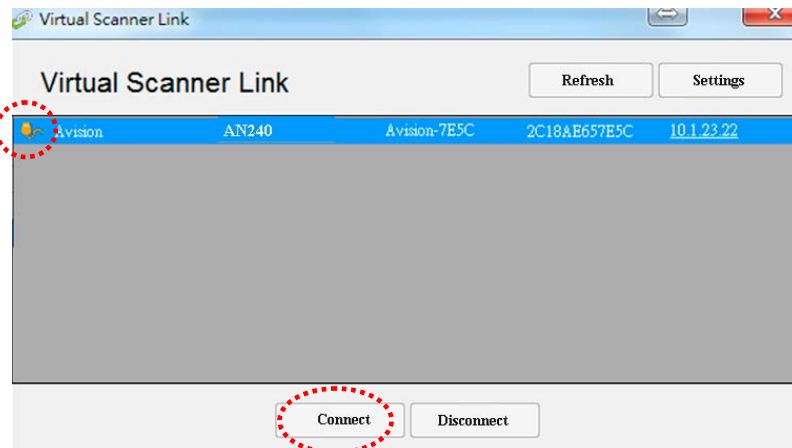 Virtual Scanner Link
Virtual Scanner Link Refresh Settings
Avision AN240 Avision-7E5C 2C18AE657E5C 10.1.23.22
Connect Disconnect